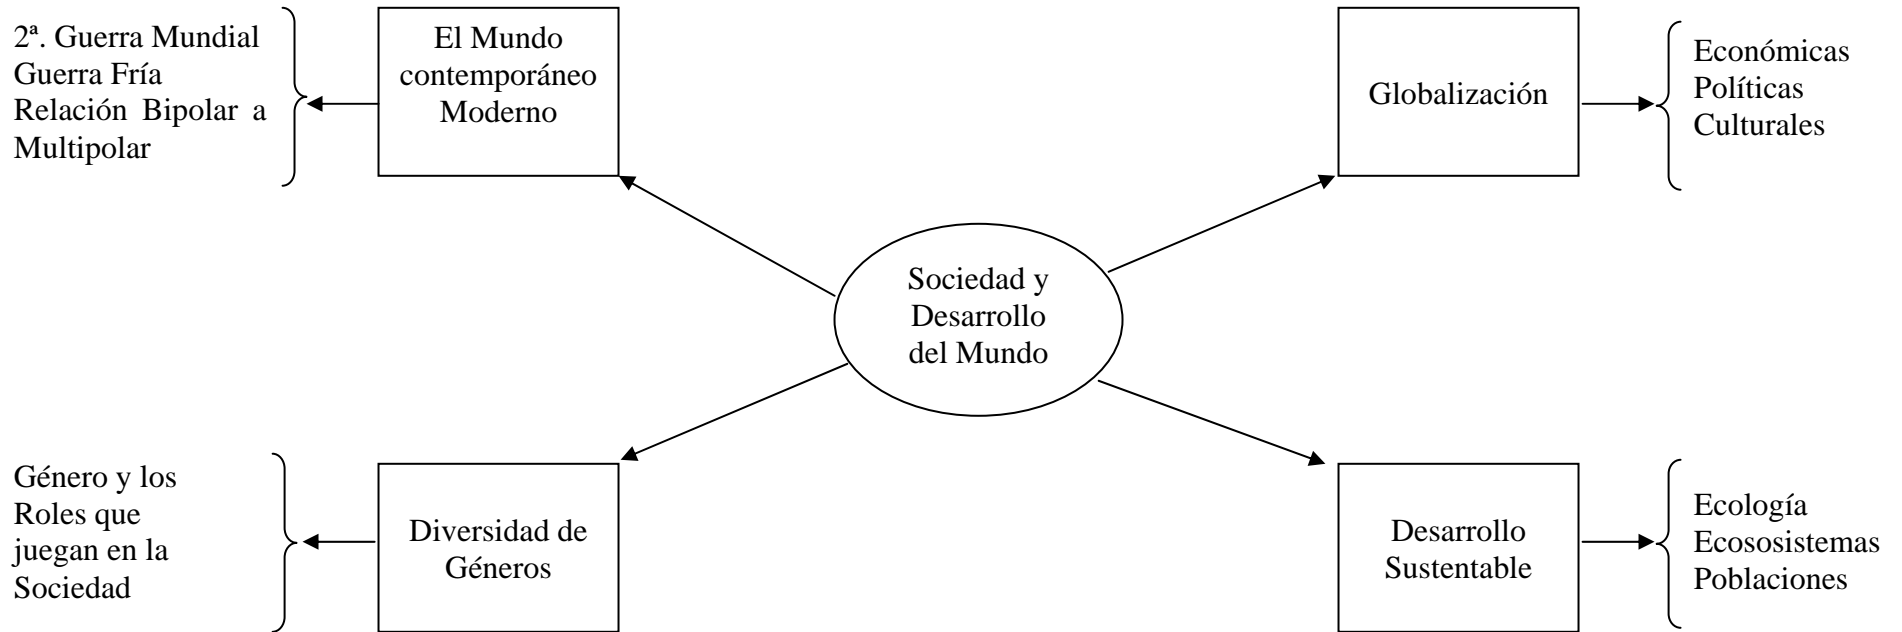 2ª. Guerra Mundial
Guerra Fría
Relación Bipolar a
Multipolar
El Mundo
contemporáneo
Moderno
Globalización
Económicas
Políticas
Culturales
Sociedad y
Desarrollo
del Mundo
Género y los
Roles que
juegan en la
Sociedad
Diversidad de
Géneros
Desarrollo
Sustentable
Ecología
Ecososistemas
Poblaciones